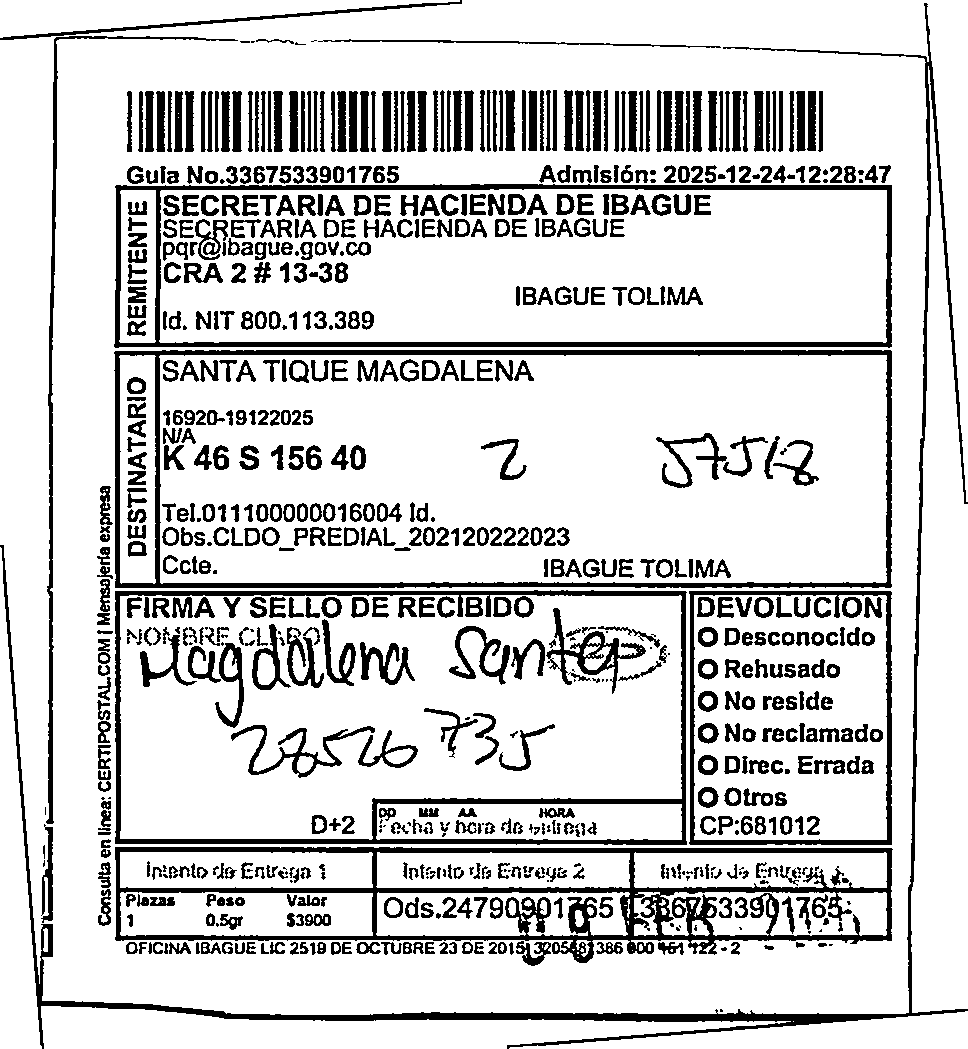 Guia No.3367533901765 Admisión: 2025-12-24-12:28:47
REMITENTE
SECRETARIA DE HACIENDA DE IBAGUE
SECRETARIA DE HACIENDA DE IBAGUE
pqr@ibague.gov.co
CRA 2 # 13-38
IBAGUE TOLIMA
Id. NIT 800.113.389
DESTINATARIO
SANTA TIQUE MAGDALENA
16920-19122025
N/A
K 46 S 156 40
2 57518
Tel.011100000016004 Id.
Obs.CLDO_PREDIAL_202120222023
Ccte. IBAGUE TOLIMA
Consulta en línea: CERTIPOSTAL.COM | Mensajería expresa
FIRMA Y SELLO DE RECIBIDO
NOMBRE CLARO
Magdalena
28526735
D+2
DD MM AA HORA
Fecha y hora de entrega
DEVOLUCION
Desconocido
Rehusado
No reside
No reclamado
Direc. Errada
Otros
CP:681012
Intento de Entrega 1 Intento de Entrega 2 Intento de Entrega
Piezas Peso Valor
1 0.5gr $3900
Ods.2479090176513367533901765
OFICINA IBAGUE LIC 2519 DE OCTUBRE 23 DE 2015